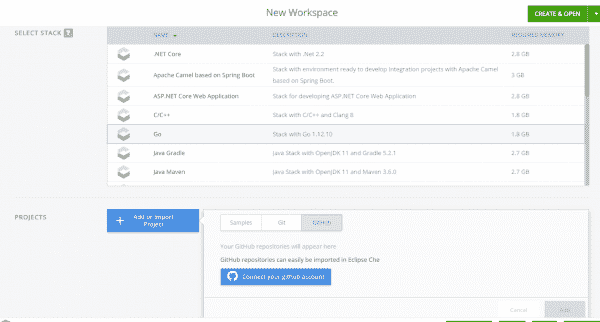 New Workspace
CREATE & OPEN
SELECT STACK
NAME DESCRIPTION REQUIRED MEMORY
.NET Core Stack with .Net 2.2 2.8 GB
Apache Camel based on Spring Boot Stack with environment ready to develop integration projects with Apache Camel based on Spring Boot. 3 GB
ASP.NET Core Web Application Stack for developing ASP.NET Core Web Application 2.8 GB
C/C++ Stack with C/C++ and Clang 8 1.8 GB
Go Stack with Go 1.12.10 1.8 GB
Java Gradle Java Stack with OpenJDK 11 and Gradle 5.2.1 2.7 GB
Java Maven Java Stack with OpenJDK 11 and Maven 3.6.0 2.7 GB
PROJECTS
Add or Import
Project
Samples Git GitHub
Your GitHub repositories will appear here
GitHub repositories can easily be imported in Eclipse Che
Connect your github account
Cancel Add